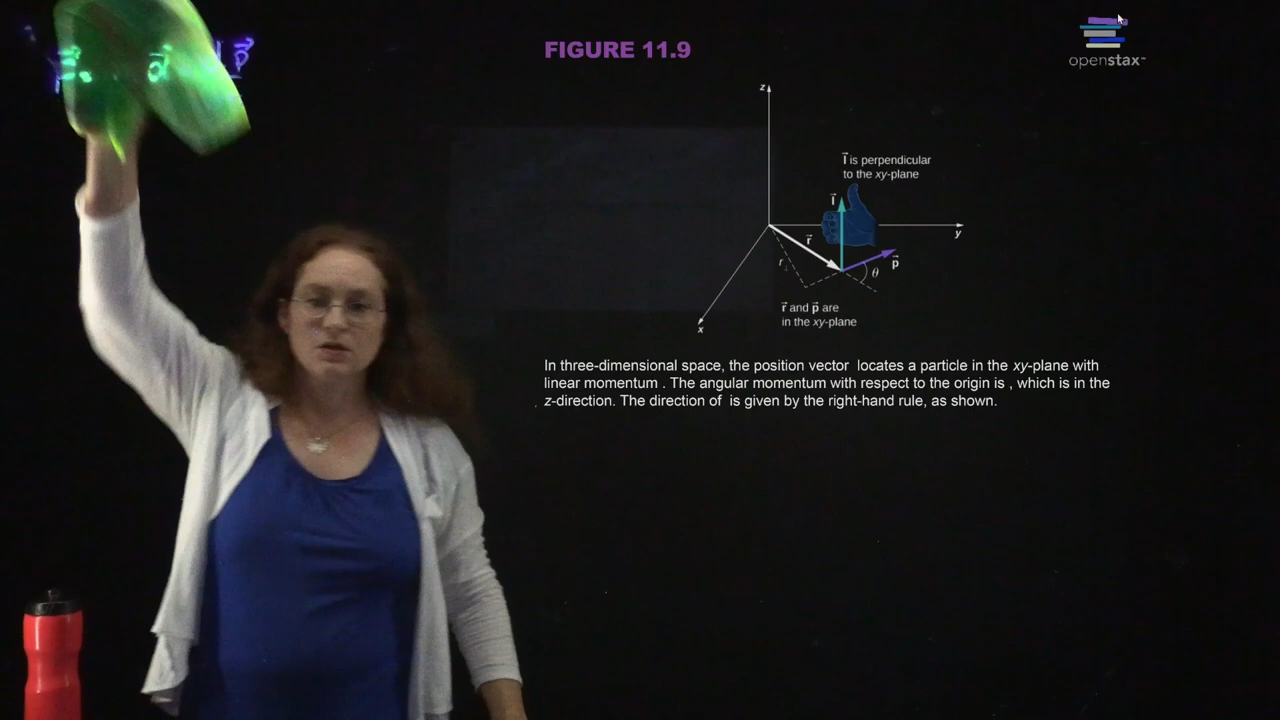 FIGURE 11.9
openstax™
z
l is perpendicular
to the xy-plane
l
r
y
p
r⊥
θ
r and p are
in the xy-plane
x
In three-dimensional space, the position vector locates a particle in the xy-plane with
linear momentum . The angular momentum with respect to the origin is , which is in the
z-direction. The direction of is given by the right-hand rule, as shown.